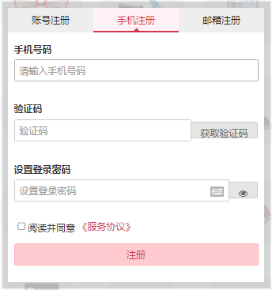 账号注册 手机注册 邮箱注册
手机号码
请输入手机号码
验证码
验证码 获取验证码
设置登录密码
设置登录密码
阅读并同意 《服务协议》
注册